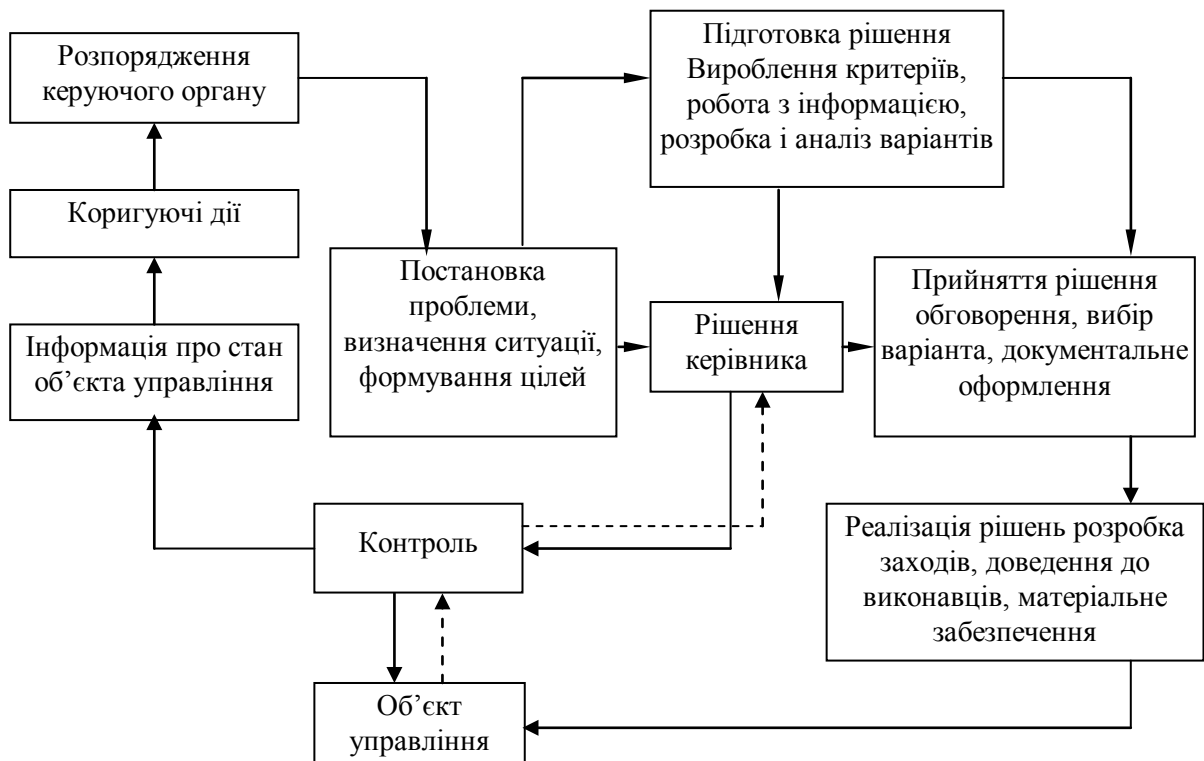 Розпорядження
керуючого органу
Підготовка рішення
Вироблення критеріїв,
робота з інформацією,
розробка і аналіз варіантів
Коригуючі дії
Постановка
проблеми,
визначення ситуації,
формування цілей
Рішення
керівника
Прийняття рішення
обговорення, вибір
варіанта, документальне
оформлення
Інформація про стан
об’єкта управління
Контроль
Реалізація рішень розробка
заходів, доведення до
виконавців, матеріальне
забезпечення
Об’єкт
управління